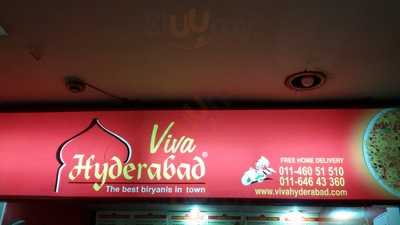 Viva
Hyderabad®
The best biryanis in town
FREE HOME DELIVERY
011-460 51 510
011-646 43 360
www.vivahyderabad.com